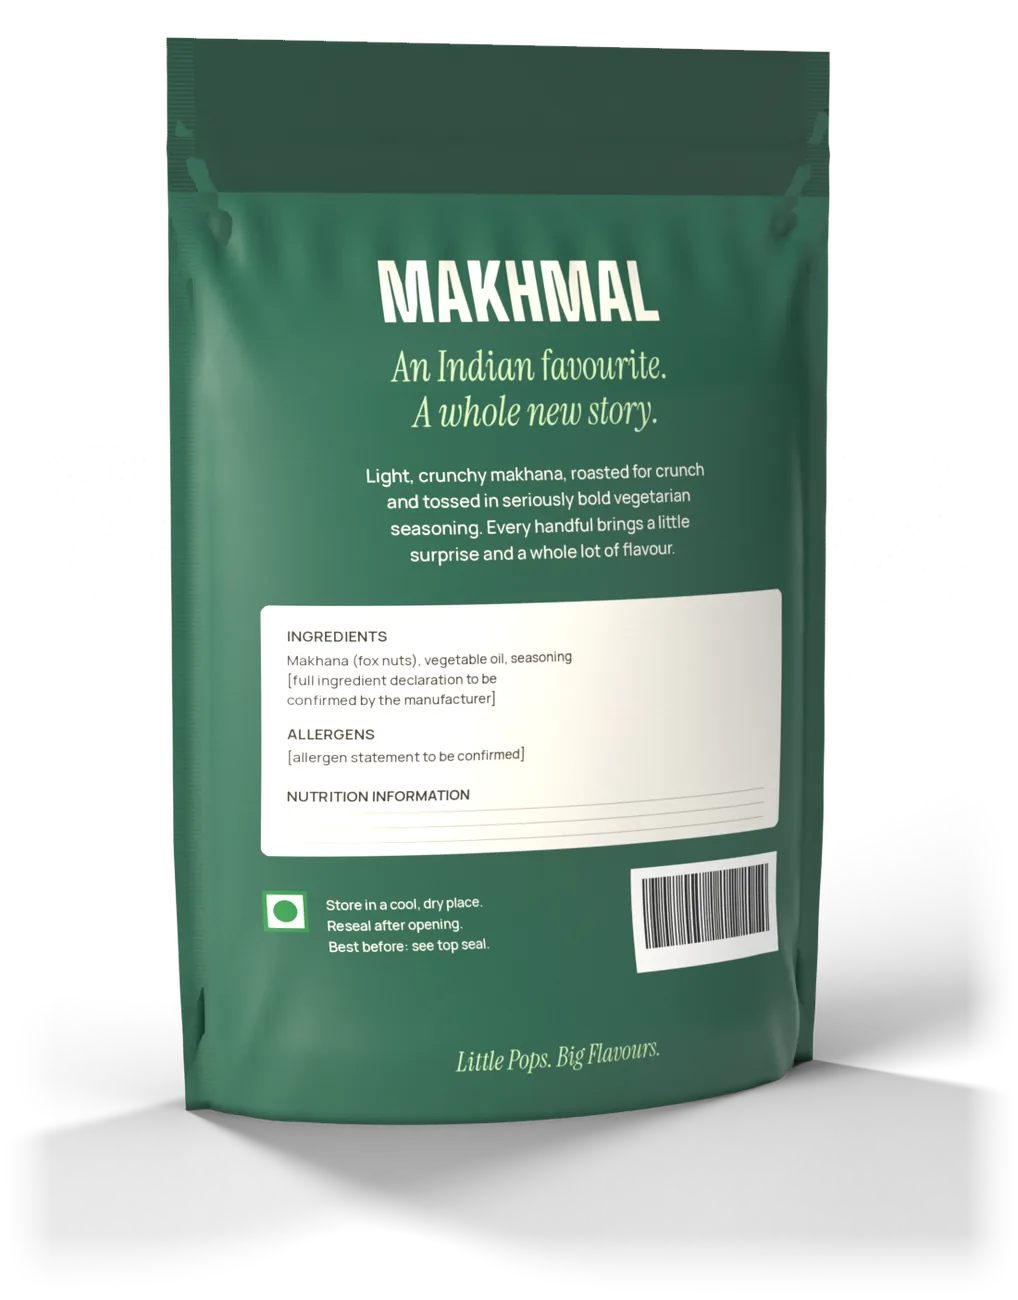 MAKHMAL
An Indian favourite.
A whole new story.
Light, crunchy makhana, roasted for crunch
and tossed in seriously bold vegetarian
seasoning. Every handful brings a little
surprise and a whole lot of flavour.
INGREDIENTS
Makhana (fox nuts), vegetable oil, seasoning
[full ingredient declaration to be
confirmed by the manufacturer]
ALLERGENS
[allergen statement to be confirmed]
NUTRITION INFORMATION
Store in a cool, dry place.
Reseal after opening.
Best before: see top seal.
Little Pops. Big Flavours.